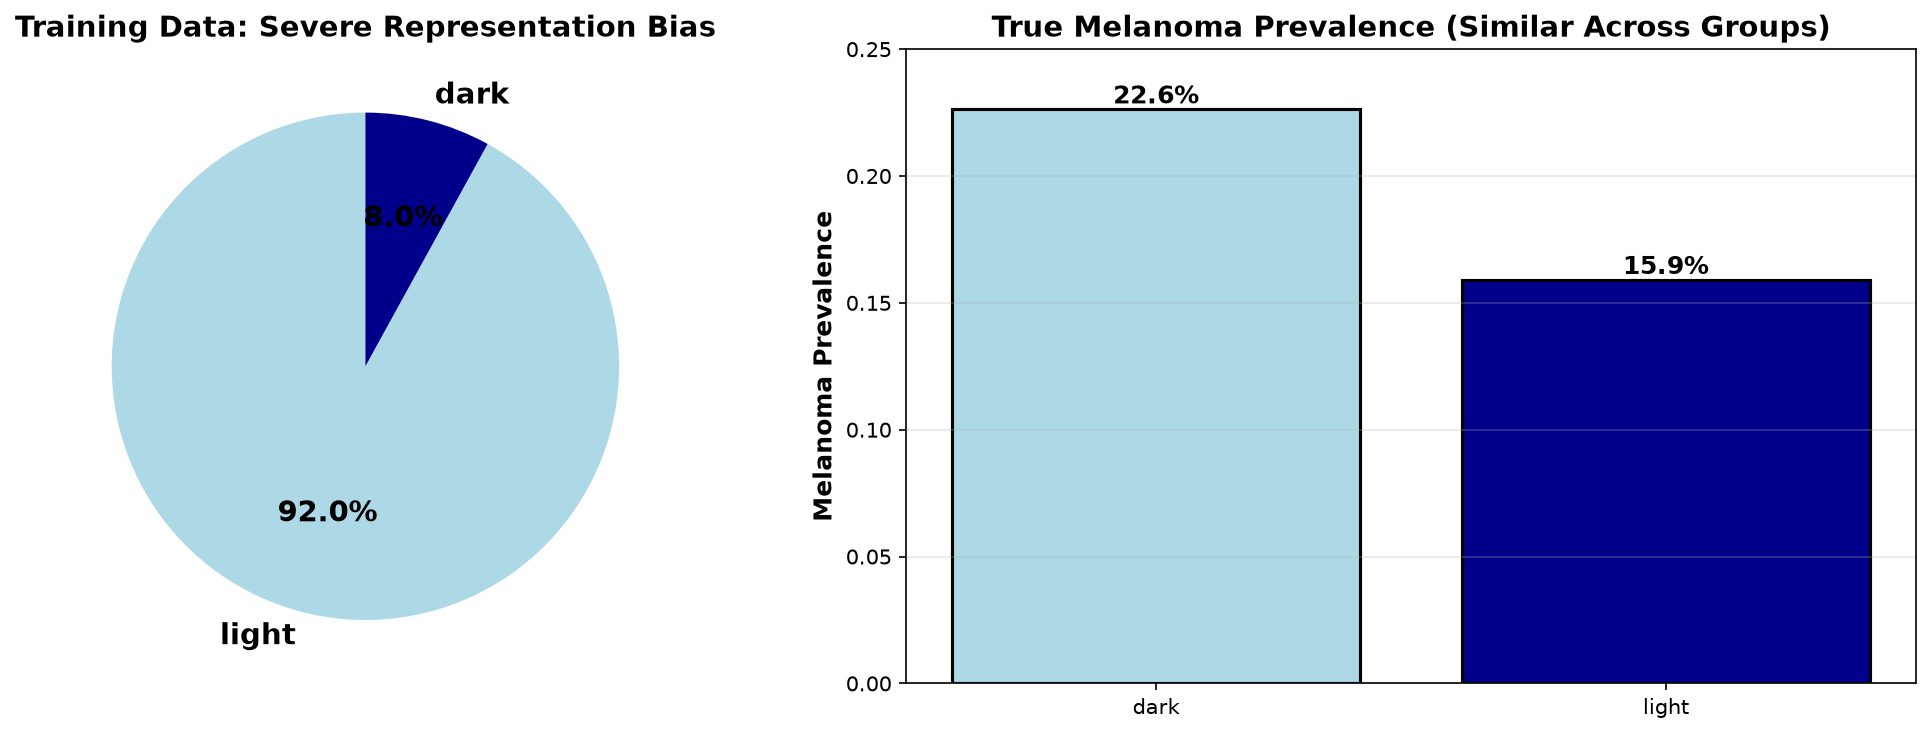 Training Data: Severe Representation Bias
dark
8.0%
92.0%
light
True Melanoma Prevalence (Similar Across Groups)
Melanoma Prevalence
0.25
0.20
0.15
0.10
0.05
0.00
22.6%
15.9%
dark
light